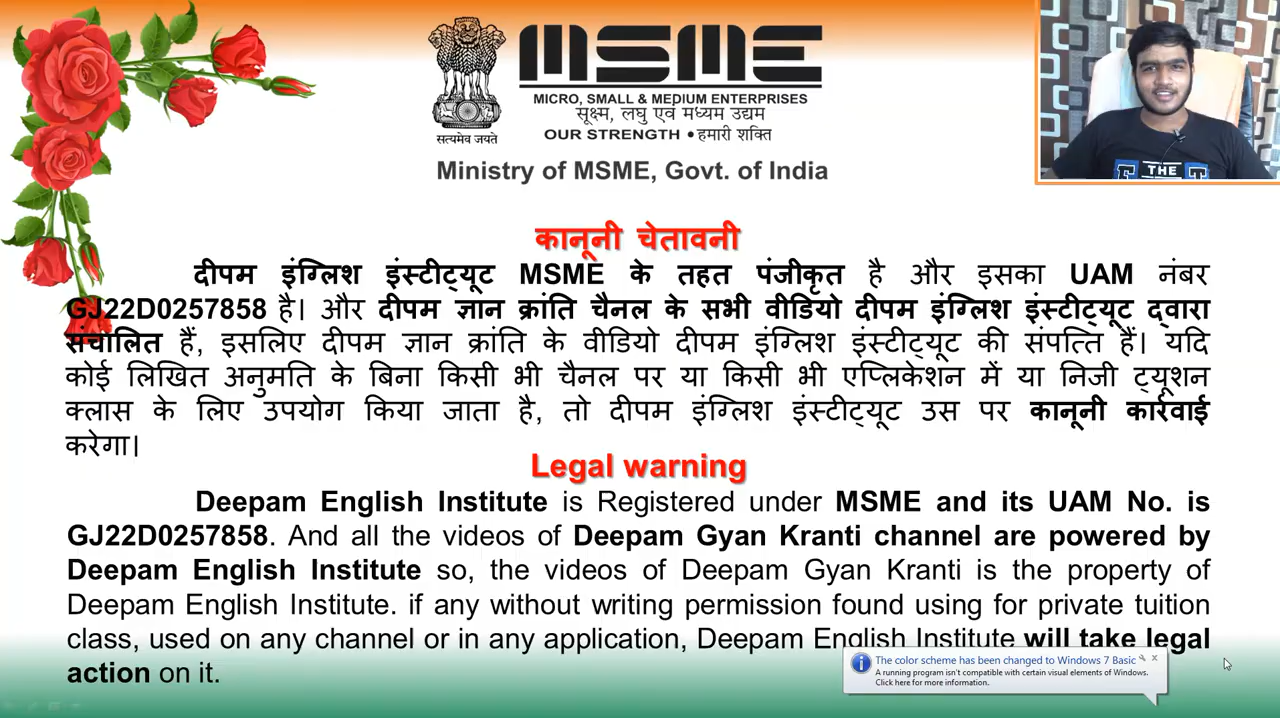 MSME
MICRO, SMALL & MEDIUM ENTERPRISES
सूक्ष्म, लघु एवं मध्यम उद्यम
OUR STRENGTH • हमारी शक्ति
सत्यमेव जयते
Ministry of MSME, Govt. of India
THE
कानूनी चेतावनी
दीपम इंग्लिश इंस्टीट्यूट MSME के तहत पंजीकृत है और इसका UAM नंबर
GJ22D0257858 है। और दीपम ज्ञान क्रांति चैनल के सभी वीडियो दीपम इंग्लिश इंस्टीट्यूट द्वारा
संचालित हैं, इसलिए दीपम ज्ञान क्रांति के वीडियो दीपम इंग्लिश इंस्टीट्यूट की संपत्ति हैं। यदि
कोई लिखित अनुमति के बिना किसी भी चैनल पर या किसी भी एप्लिकेशन में या निजी ट्यूशन
क्लास के लिए उपयोग किया जाता है, तो दीपम इंग्लिश इंस्टीट्यूट उस पर कानूनी कार्रवाई
करेगा।
Legal warning
Deepam English Institute is Registered under MSME and its UAM No. is
GJ22D0257858. And all the videos of Deepam Gyan Kranti channel are powered by
Deepam English Institute so, the videos of Deepam Gyan Kranti is the property of
Deepam English Institute. if any without writing permission found using for private tuition
class, used on any channel or in any application, Deepam English Institute will take legal
action on it.
The color scheme has been changed to Windows 7 Basic
A running program isn't compatible with certain visual elements of Windows.
Click here for more information.